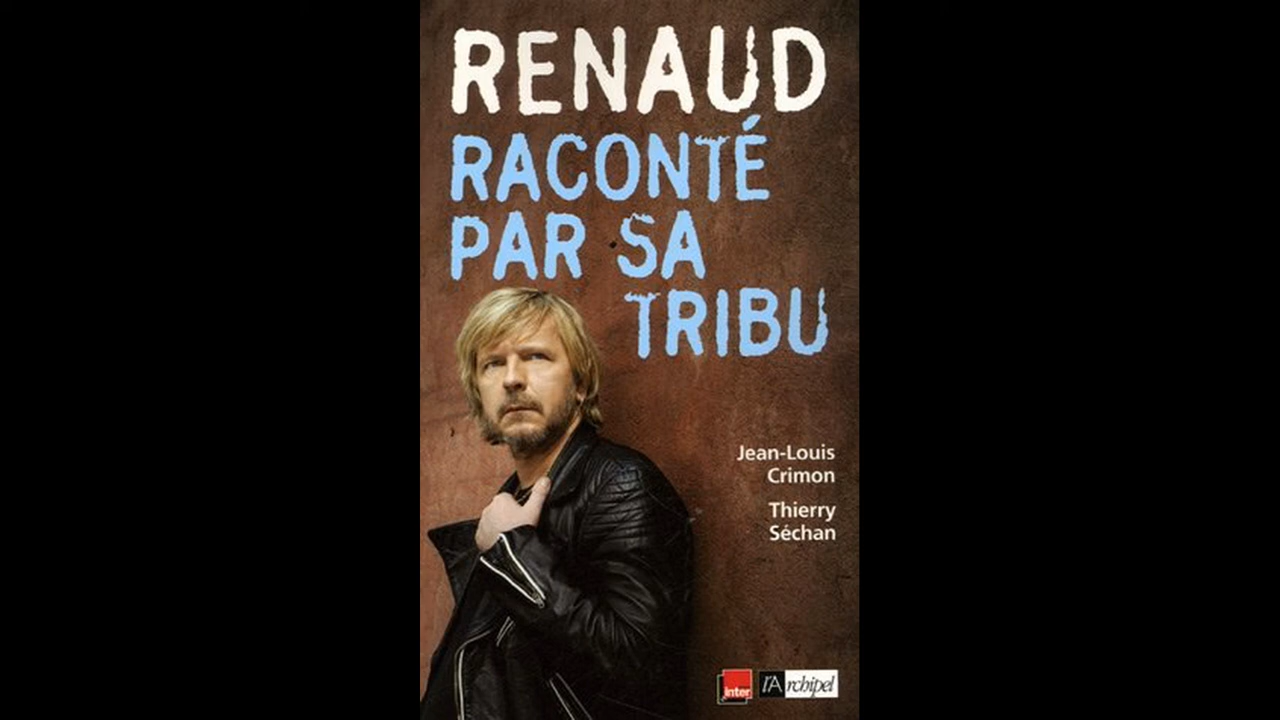 RENAUD
RACONTÉ
PAR SA
TRIBU
Jean-Louis
Crimon
Thierry
Séchan
inter
l'Archipel